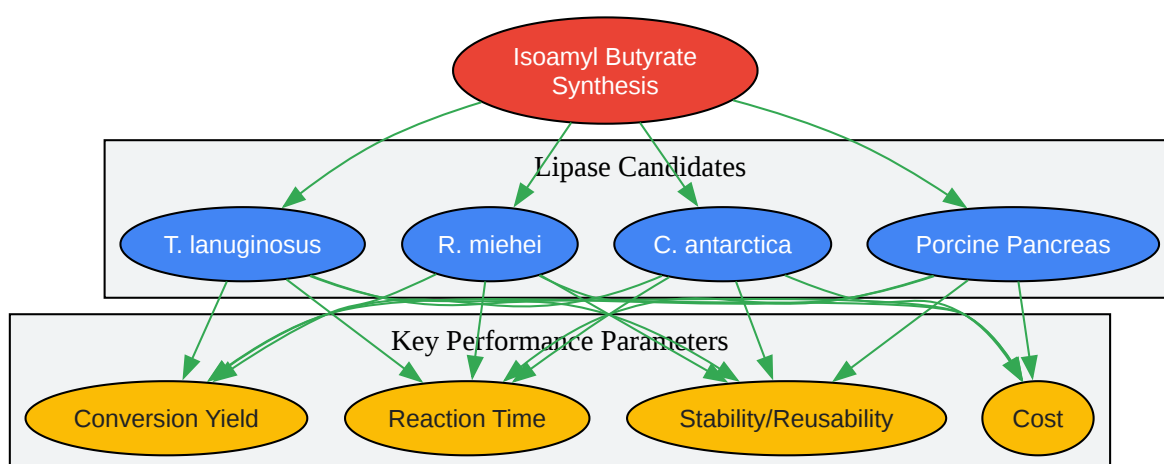 Isoamyl Butyrate
Synthesis
Lipase Candidates
T. lanuginosus
R. miehei
C. antarctica
Porcine Pancreas
Key Performance Parameters
Conversion Yield
Reaction Time
Stability/Reusability
Cost